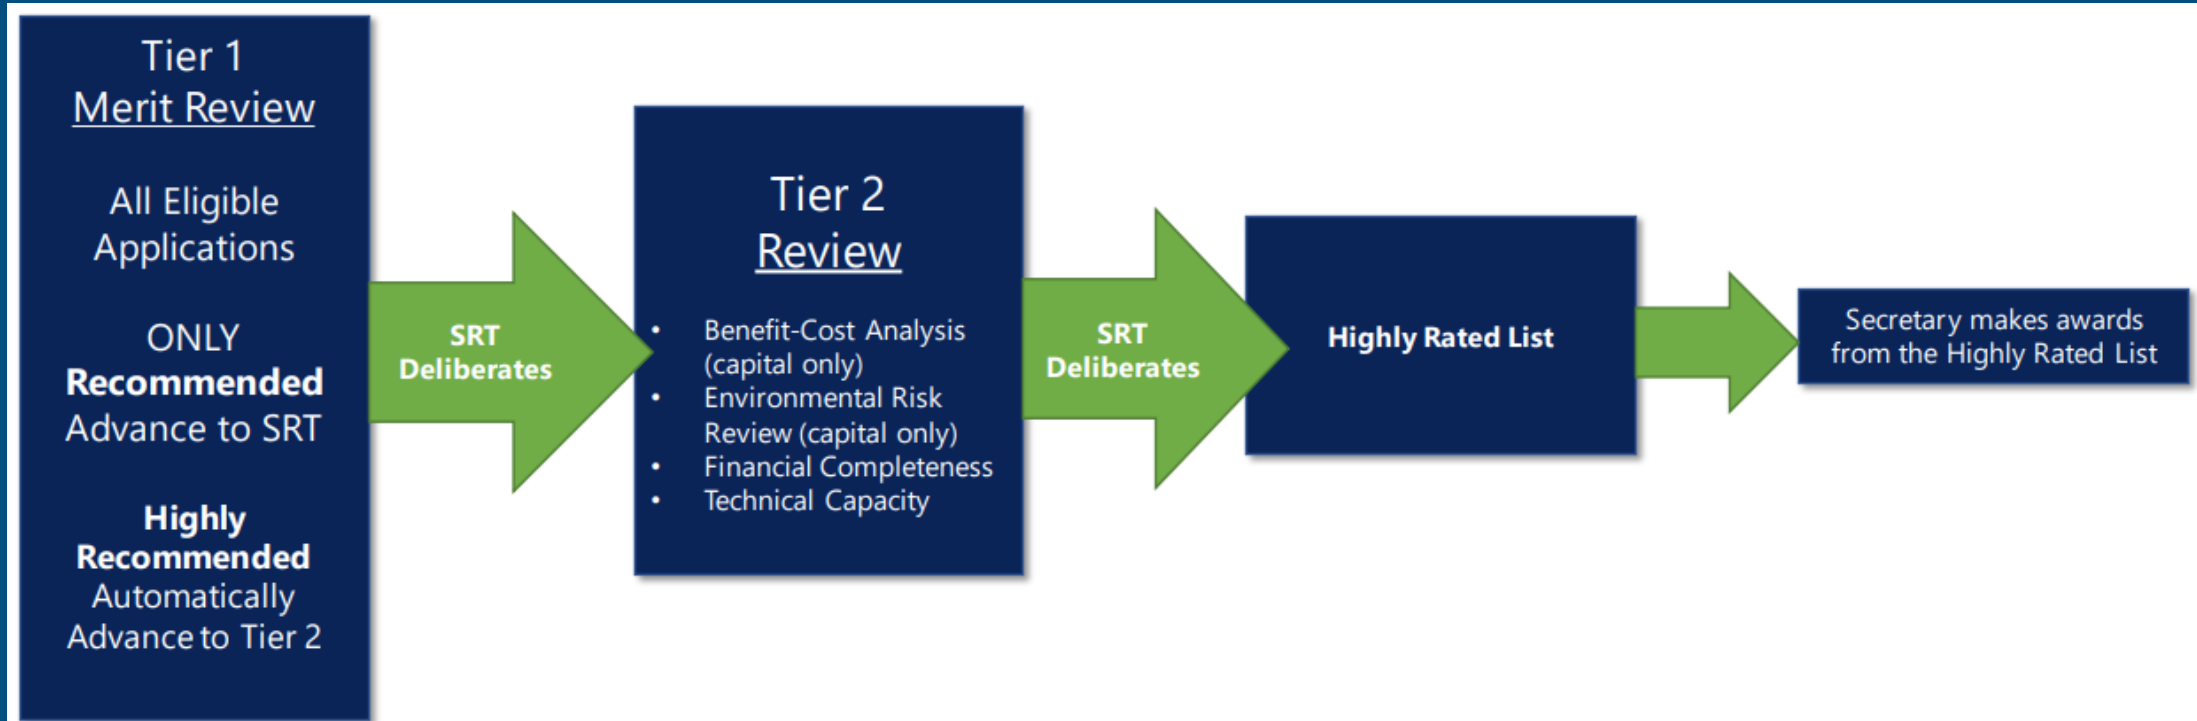 Tier 1
Merit Review
All Eligible
Applications
ONLY
Recommended
Advance to SRT
Highly
Recommended
Automatically
Advance to Tier 2
SRT
Deliberates
Tier 2
Review
• Benefit-Cost Analysis
(capital only)
• Environmental Risk
Review (capital only)
• Financial Completeness
• Technical Capacity
SRT
Deliberates
Highly Rated List
Secretary makes awards
from the Highly Rated List